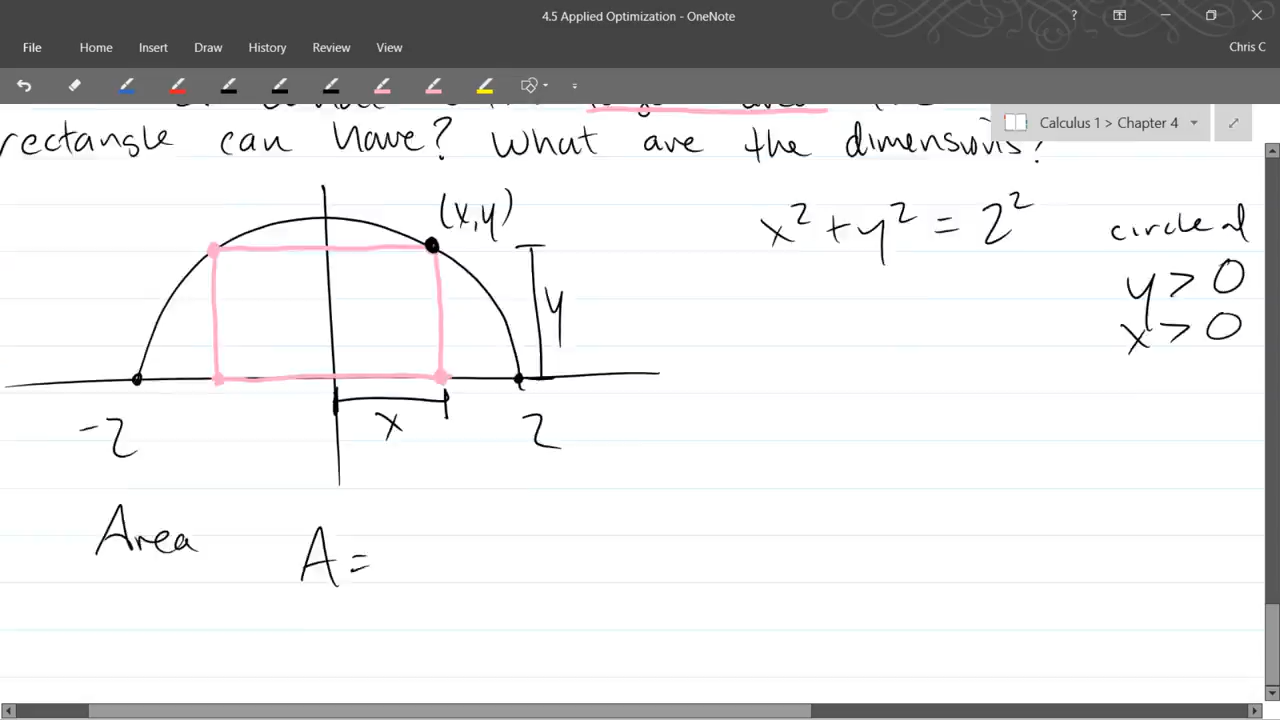 4.5 Applied Optimization - OneNote
File Home Insert Draw History Review View
Chris C
Calculus 1 > Chapter 4
rectangle can have? What are the dimensions?
(x,y)
y
x
-2
2
x² + y² = 2²
circle
y > 0
x > 0
Area A =